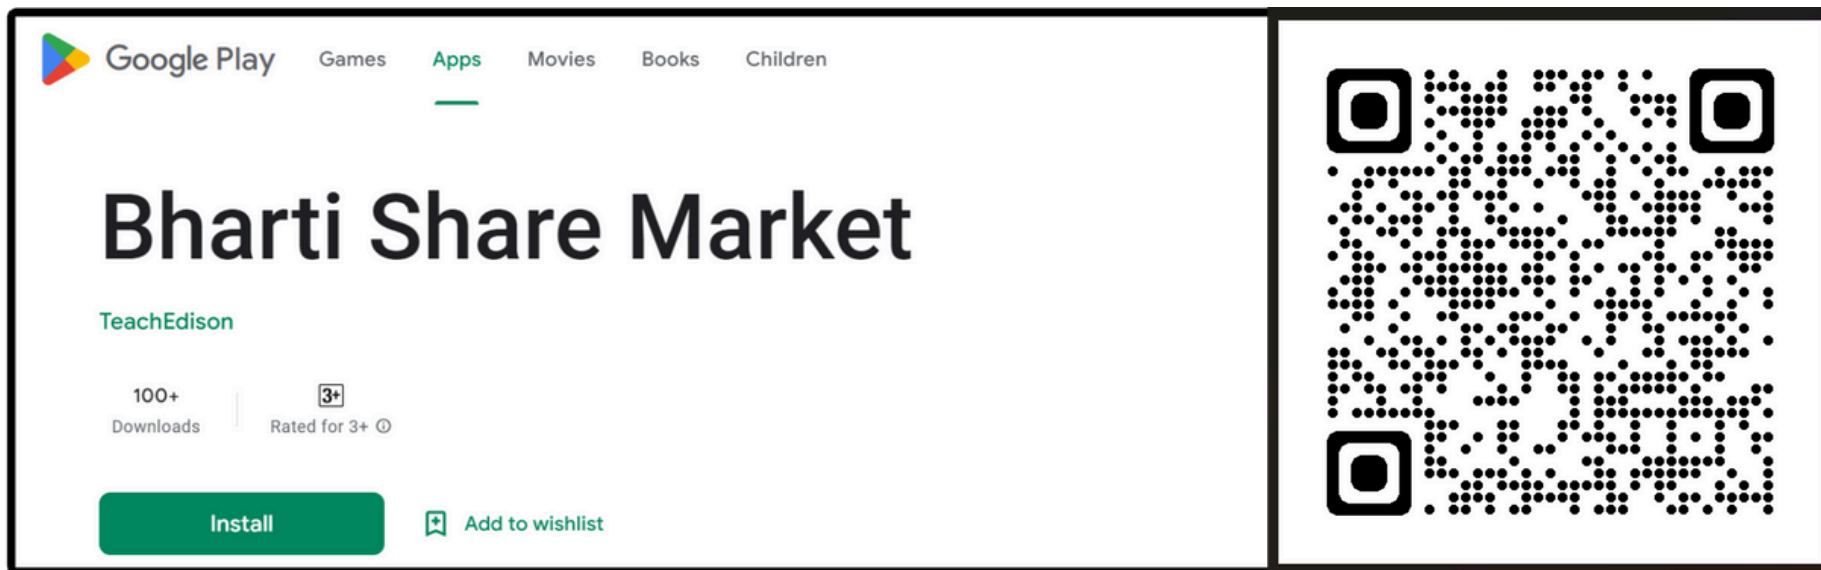 Google Play Games Apps Movies Books Children
Bharti Share Market
TeachEdison
100+ 3+
Downloads Rated for 3+
Install Add to wishlist